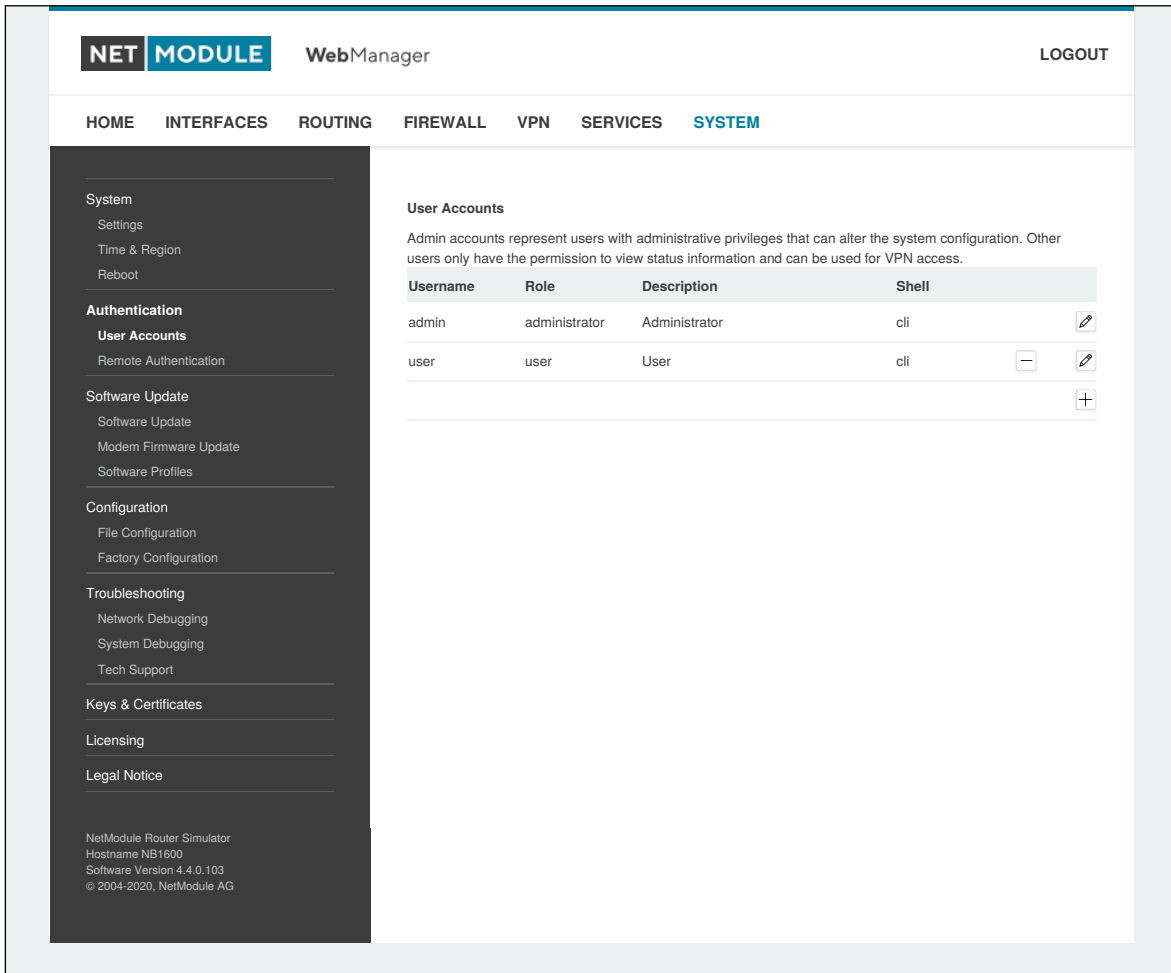 NET MODULE WebManager LOGOUT
HOME INTERFACES ROUTING FIREWALL VPN SERVICES SYSTEM
System
Settings
Time & Region
Reboot
Authentication
User Accounts
Remote Authentication
Software Update
Software Update
Modem Firmware Update
Software Profiles
Configuration
File Configuration
Factory Configuration
Troubleshooting
Network Debugging
System Debugging
Tech Support
Keys & Certificates
Licensing
Legal Notice
NetModule Router Simulator
Hostname NB1600
Software Version 4.4.0.103
© 2004-2020, NetModule AG
User Accounts
Admin accounts represent users with administrative privileges that can alter the system configuration. Other
users only have the permission to view status information and can be used for VPN access.
Username Role Description Shell
admin administrator Administrator cli
user user User cli